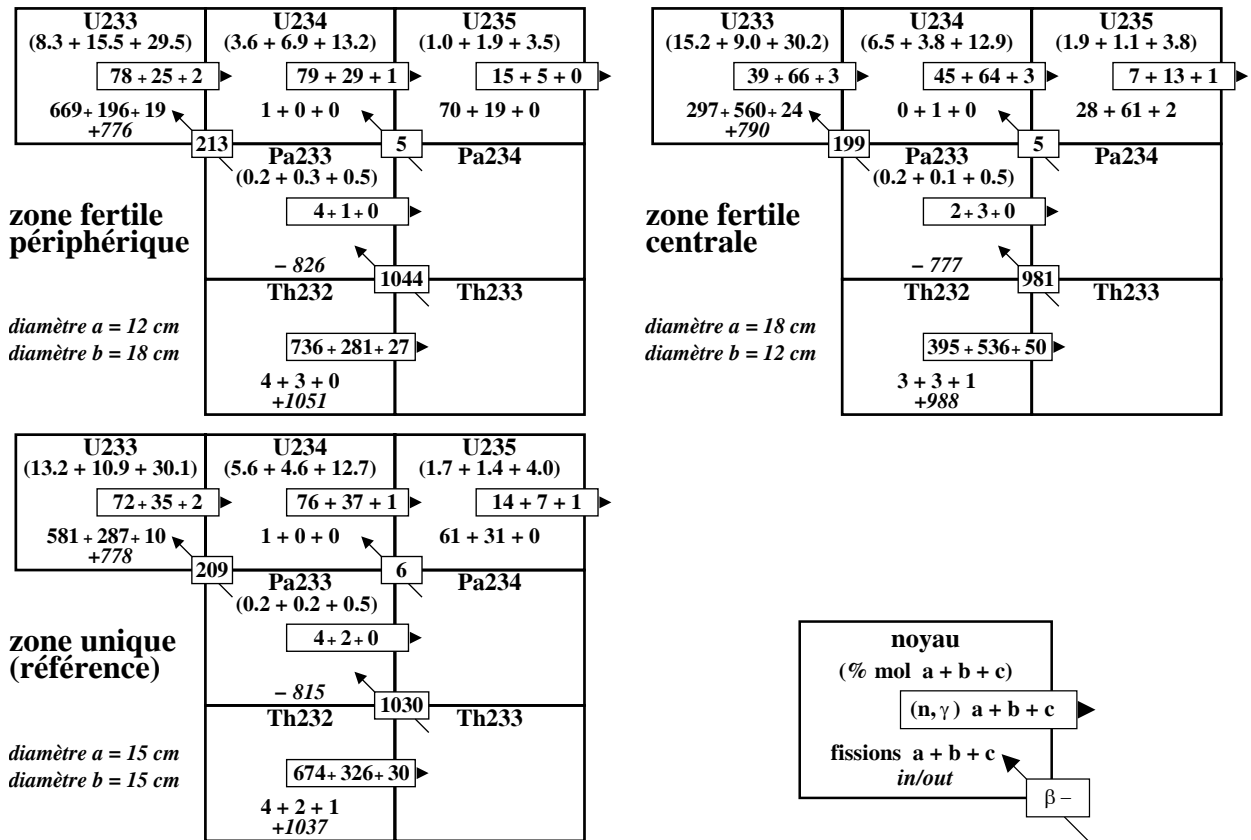 U233 U234 U235
(8.3 + 15.5 + 29.5) (3.6 + 6.9 + 13.2) (1.0 + 1.9 + 3.5)
78 + 25 + 2 79 + 29 + 1 15 + 5 + 0
669 + 196 + 19 1 + 0 + 0 70 + 19 + 0
+776
213 5
Pa233 Pa234
(0.2 + 0.3 + 0.5)
zone fertile
périphérique
4 + 1 + 0
– 826
1044
Th232 Th233
diamètre a = 12 cm
diamètre b = 18 cm
736 + 281 + 27
4 + 3 + 0
+1051
U233 U234 U235
(15.2 + 9.0 + 30.2) (6.5 + 3.8 + 12.9) (1.9 + 1.1 + 3.8)
39 + 66 + 3 45 + 64 + 3 7 + 13 + 1
297 + 560 + 24 0 + 1 + 0 28 + 61 + 2
+790
199 5
Pa233 Pa234
(0.2 + 0.1 + 0.5)
zone fertile
centrale
2 + 3 + 0
– 777
981
Th232 Th233
diamètre a = 18 cm
diamètre b = 12 cm
395 + 536 + 50
3 + 3 + 1
+988
U233 U234 U235
(13.2 + 10.9 + 30.1) (5.6 + 4.6 + 12.7) (1.7 + 1.4 + 4.0)
72 + 35 + 2 76 + 37 + 1 14 + 7 + 1
581 + 287 + 10 1 + 0 + 0 61 + 31 + 0
+778
209 6
Pa233 Pa234
(0.2 + 0.2 + 0.5)
zone unique
(référence)
4 + 2 + 0
– 815
1030
Th232 Th233
diamètre a = 15 cm
diamètre b = 15 cm
674 + 326 + 30
4 + 2 + 1
+1037
noyau
(% mol a + b + c)
(n, γ) a + b + c
fissions a + b + c
in/out
β –